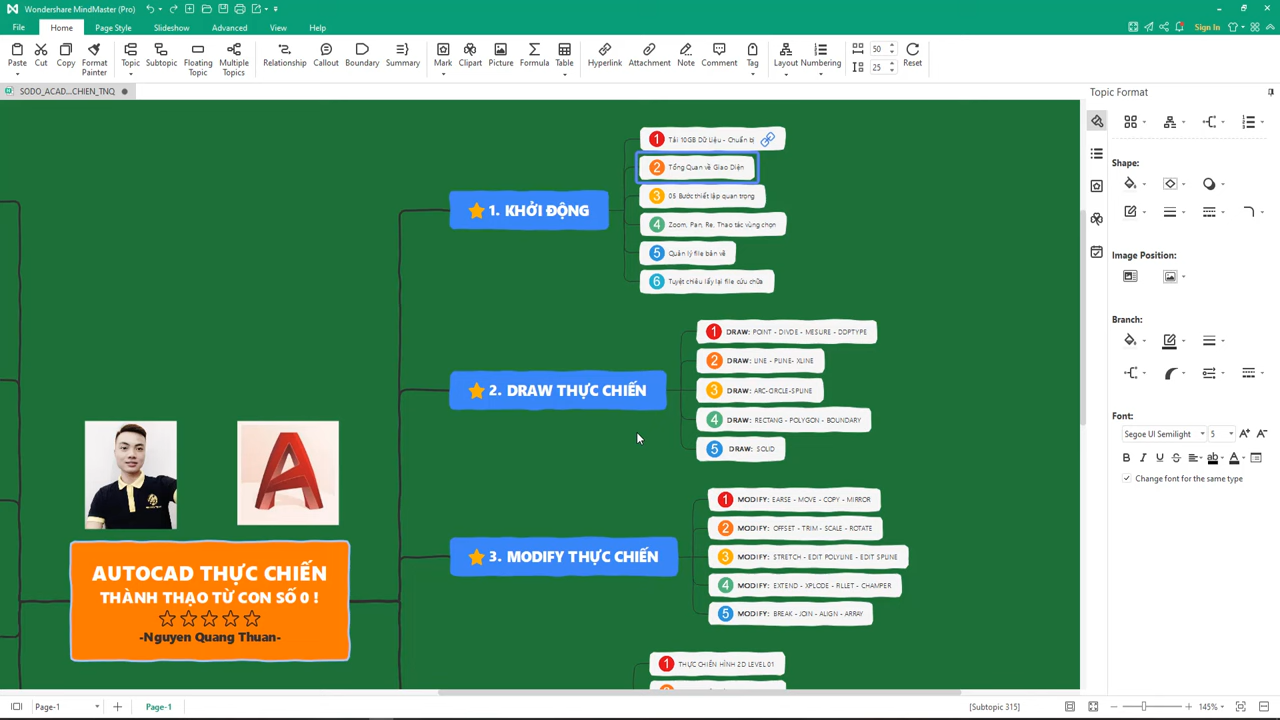 Wondershare MindMaster (Pro)
File
Home
Page Style
Slideshow
Advanced
View
Help
Sign In
Paste
Cut
Copy
Format Painter
Topic
Subtopic
Floating Topic
Multiple Topics
Relationship
Callout
Boundary
Summary
Mark
Clipart
Picture
Formula
Table
Hyperlink
Attachment
Note
Comment
Tag
Layout
Numbering
50
25
Reset
SODO_ACAD...CHIEN_TNQ
1. KHỞI ĐỘNG
1 Tải 10GB Dữ Liệu - Chuẩn bị
2 Tổng Quan về Giao Diện
3 05 Bước thiết lập quan trọng
4 Zoom, Pan, Re, Thao tác vùng chọn
5 Quản lý file bản vẽ
6 Tuyệt chiêu lấy lại file cứu chữa
2. DRAW THỰC CHIẾN
1 DRAW: POINT - DIVDE - MESURE - DDPTYPE
2 DRAW: LINE - PLINE- XLINE
3 DRAW: ARC-CIRCLE-SPLINE
4 DRAW: RECTANG - POLYGON - BOUNDARY
5 DRAW: SOLID
3. MODIFY THỰC CHIẾN
1 MODIFY: EARSE - MOVE - COPY - MIRROR
2 MODIFY: OFFSET - TRIM - SCALE - ROTATE
3 MODIFY: STRETCH - EDIT POLYLINE - EDIT SPLINE
4 MODIFY: EXTEND - XPLODE - FILLET - CHAMPER
5 MODIFY: BREAK - JOIN - ALIGN - ARRAY
1 THỰC CHIẾN HÌNH 2D LEVEL 01
A
AUTOCAD THỰC CHIẾN
THÀNH THẠO TỪ CON SỐ 0 !
-Nguyen Quang Thuan-
Topic Format
Shape:
Image Position:
Branch:
Font:
Segoe UI Semilight
5
Change font for the same type
Page-1
Page-1
[Subtopic 315]
145%